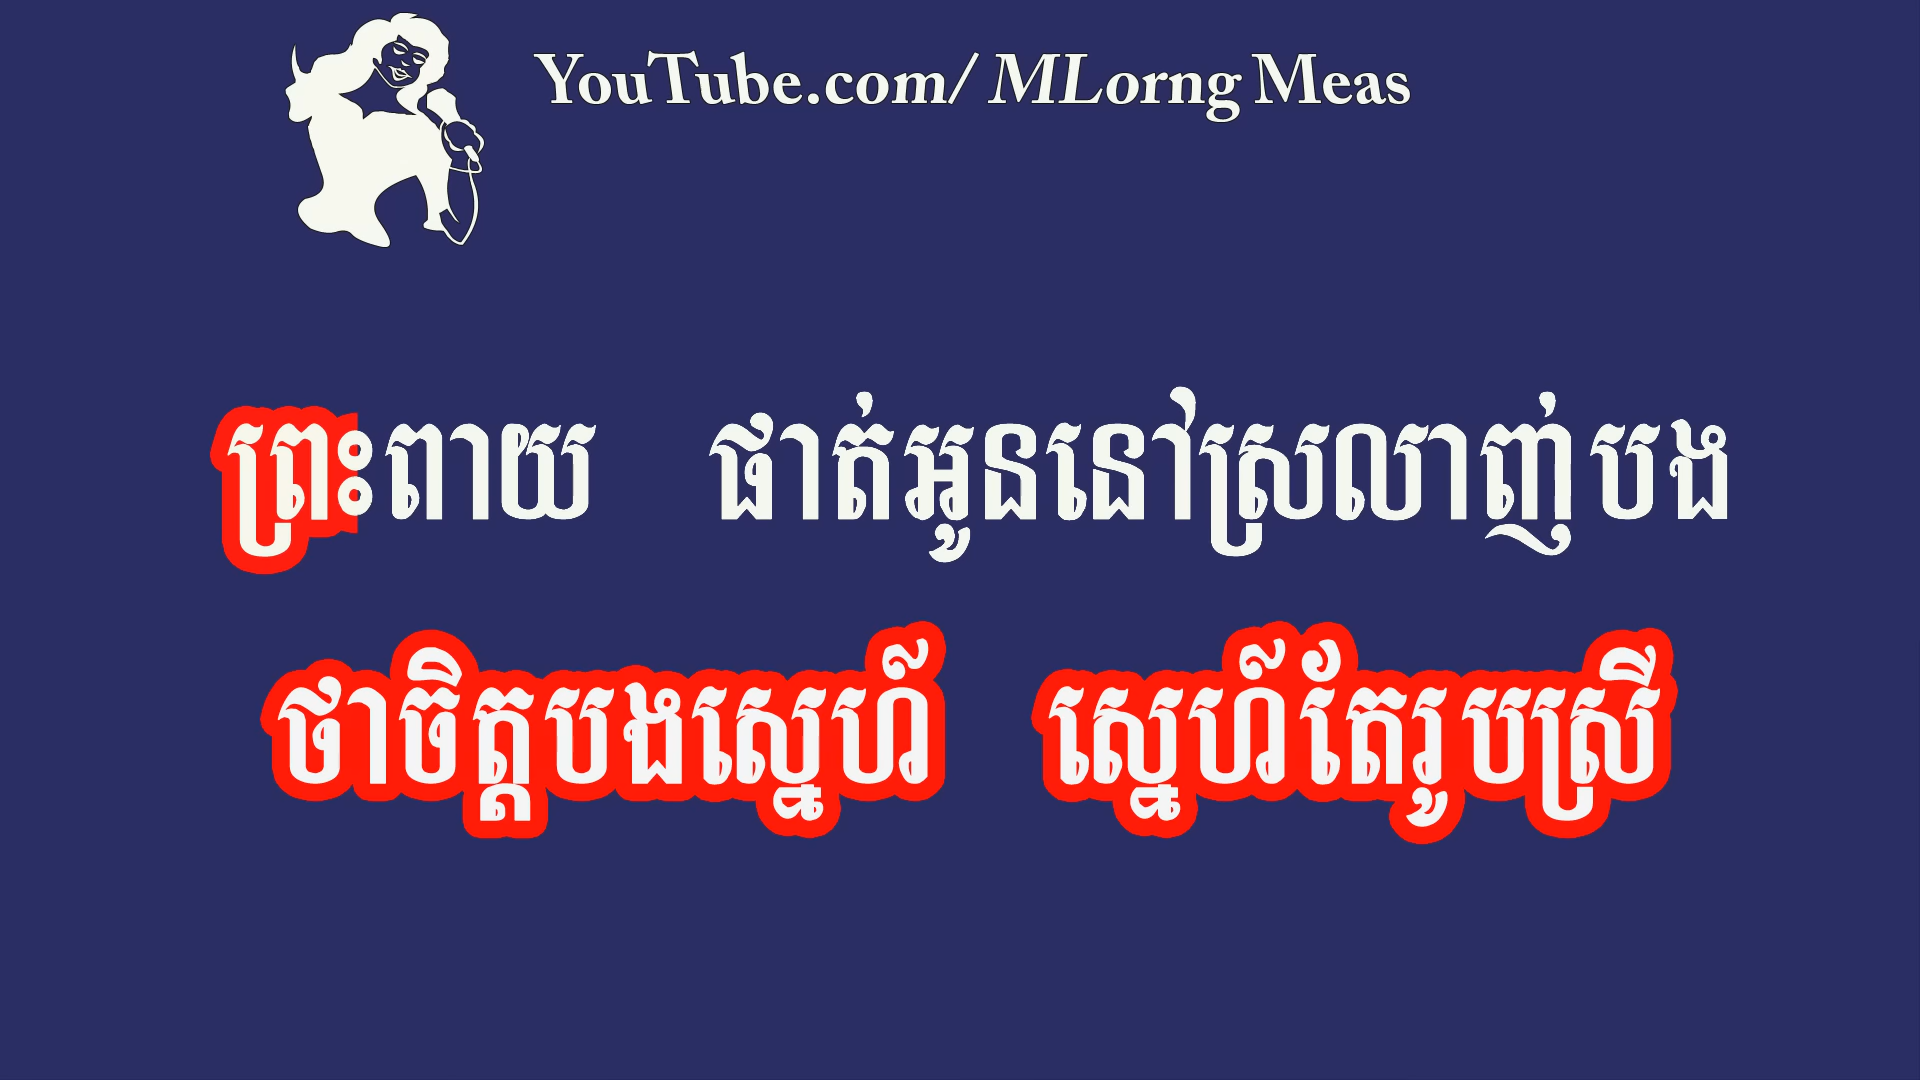 YouTube.com/ MLorng Meas
ព្រះពាយ ផាត់អូននៅស្រលាញ់បង
ថាចិត្តបងស្នេហ៍ ស្នេហ៍តែរូបស្រី